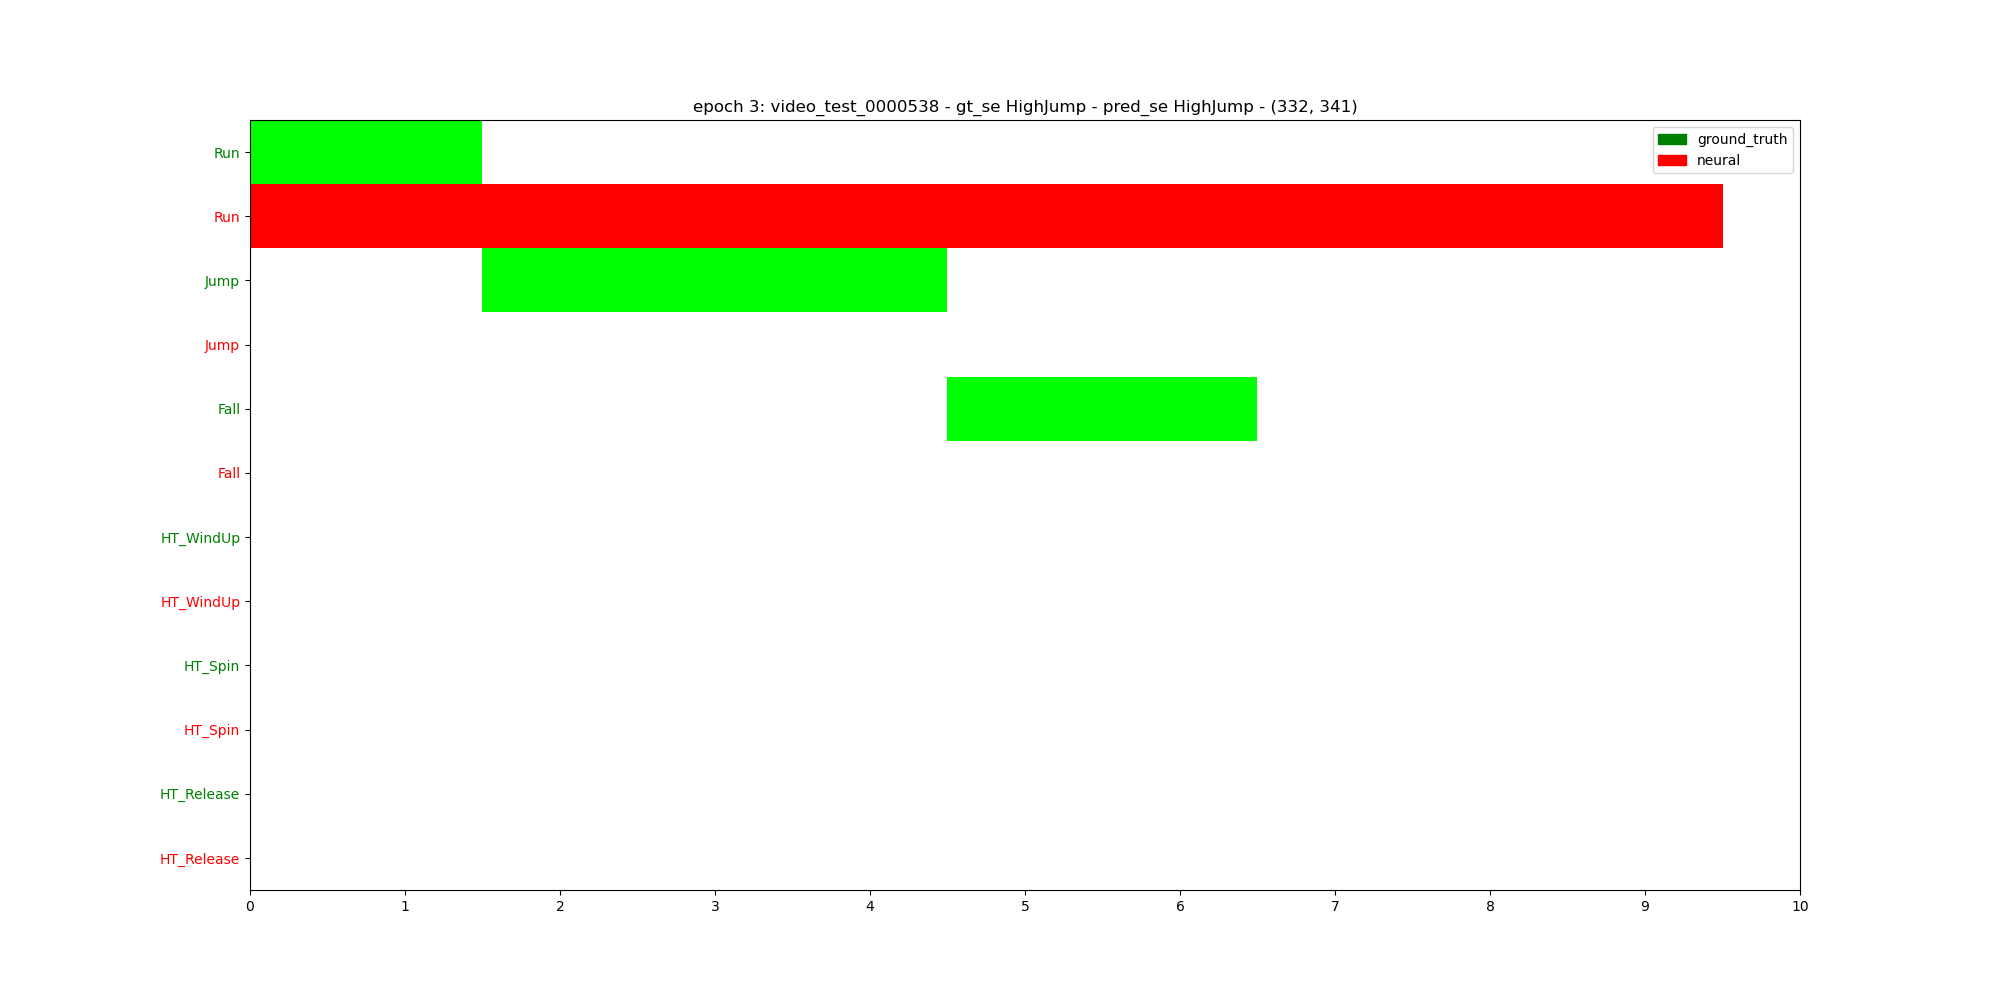 epoch 3: video_test_0000538 - gt_se HighJump - pred_se HighJump - (332, 341)
ground_truth
neural
Run
Run
Jump
Jump
Fall
Fall
HT_WindUp
HT_WindUp
HT_Spin
HT_Spin
HT_Release
HT_Release
0 1 2 3 4 5 6 7 8 9 10